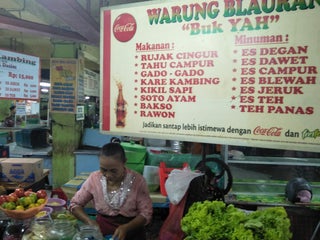 Coca-Cola
WARUNG BLAURAN
"BUK YAH"
Makanan :
* RUJAK CINGUR
* TAHU CAMPUR
* GADO - GADO
* KARE KAMBING
* KIKIL SAPI
* SOTO AYAM
* BAKSO
* RAWON
Minuman :
* ES DEGAN
* ES DAWET
* ES CAMPUR
* ES BLEWAH
* ES JERUK
* ES TEH
* TEH PANAS
Jadikan santap lebih istimewa dengan Coca-Cola dan